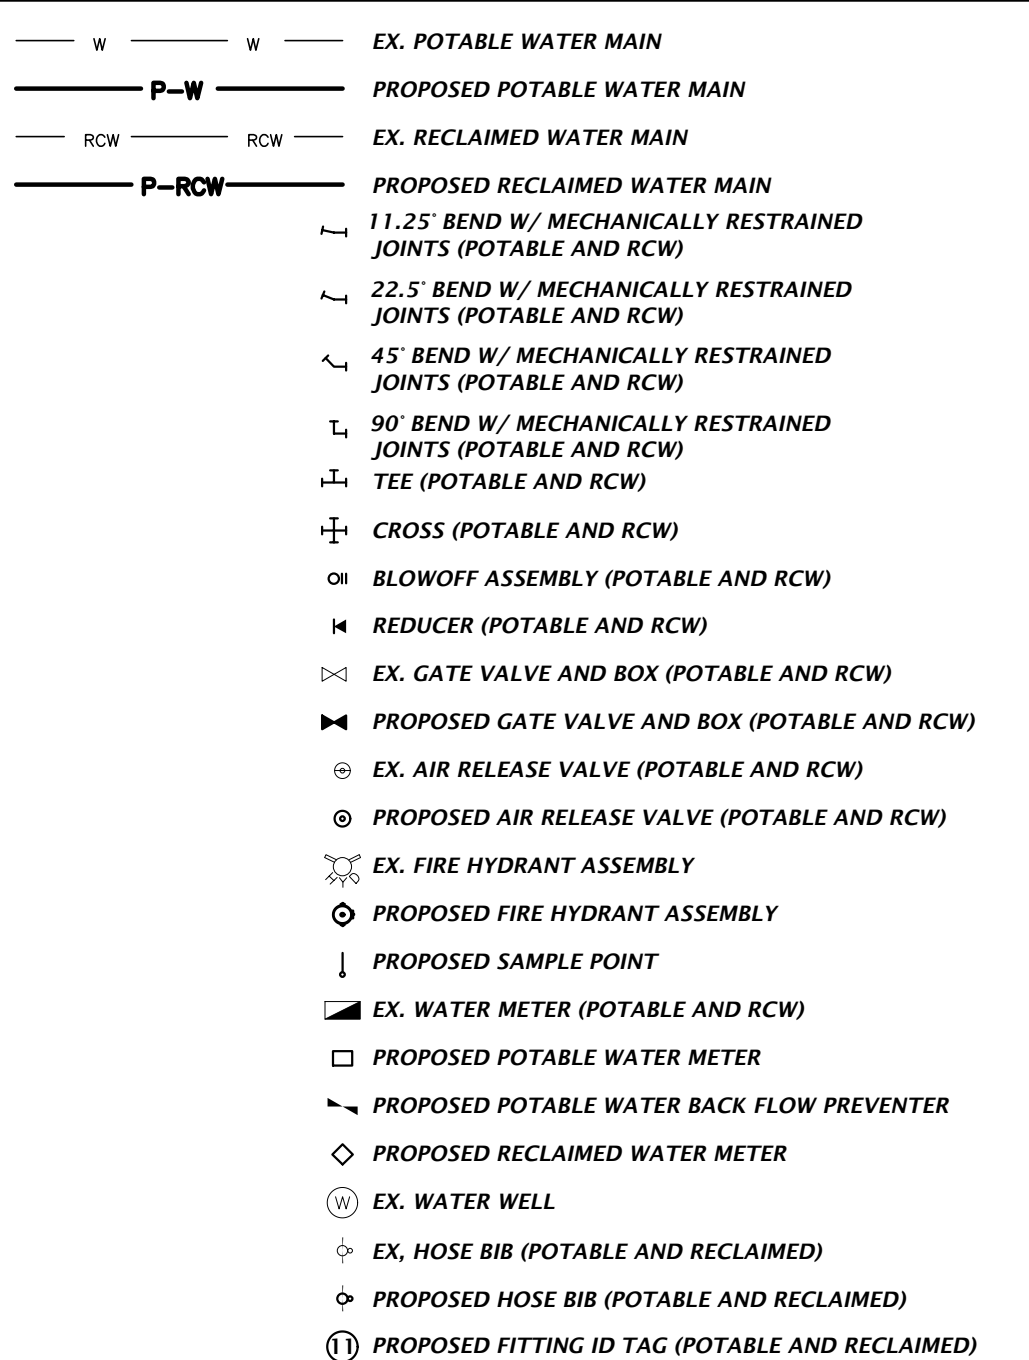 W W EX. POTABLE WATER MAIN
P-W PROPOSED POTABLE WATER MAIN
RCW RCW EX. RECLAIMED WATER MAIN
P-RCW PROPOSED RECLAIMED WATER MAIN
11.25° BEND W/ MECHANICALLY RESTRAINED
JOINTS (POTABLE AND RCW)
22.5° BEND W/ MECHANICALLY RESTRAINED
JOINTS (POTABLE AND RCW)
45° BEND W/ MECHANICALLY RESTRAINED
JOINTS (POTABLE AND RCW)
90° BEND W/ MECHANICALLY RESTRAINED
JOINTS (POTABLE AND RCW)
TEE (POTABLE AND RCW)
CROSS (POTABLE AND RCW)
BLOWOFF ASSEMBLY (POTABLE AND RCW)
REDUCER (POTABLE AND RCW)
EX. GATE VALVE AND BOX (POTABLE AND RCW)
PROPOSED GATE VALVE AND BOX (POTABLE AND RCW)
EX. AIR RELEASE VALVE (POTABLE AND RCW)
PROPOSED AIR RELEASE VALVE (POTABLE AND RCW)
HYD EX. FIRE HYDRANT ASSEMBLY
PROPOSED FIRE HYDRANT ASSEMBLY
PROPOSED SAMPLE POINT
EX. WATER METER (POTABLE AND RCW)
PROPOSED POTABLE WATER METER
PROPOSED POTABLE WATER BACK FLOW PREVENTER
PROPOSED RECLAIMED WATER METER
W EX. WATER WELL
EX, HOSE BIB (POTABLE AND RECLAIMED)
PROPOSED HOSE BIB (POTABLE AND RECLAIMED)
11 PROPOSED FITTING ID TAG (POTABLE AND RECLAIMED)